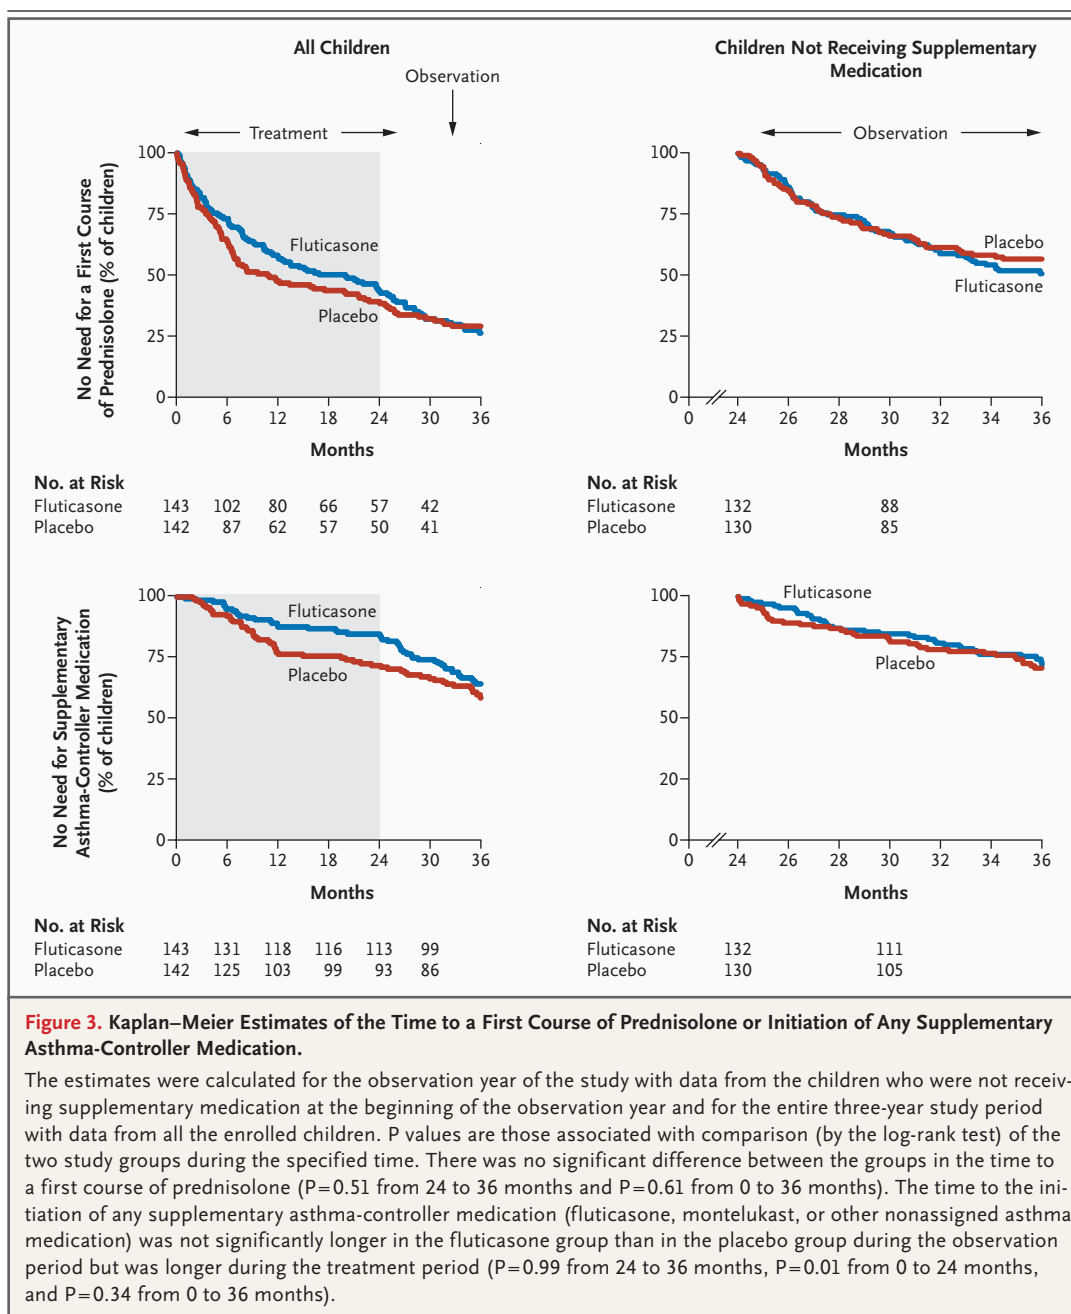 All Children
Children Not Receiving Supplementary
Medication
Observation
Treatment
Observation
No Need for a First Course
of Prednisolone (% of children)
100
75
50
25
0
Fluticasone
Placebo
0 6 12 18 24 30 36
Months
100
75
50
25
0
Placebo
Fluticasone
0 24 26 28 30 32 34 36
Months
No. at Risk
Fluticasone 143 102 80 66 57 42
Placebo 142 87 62 57 50 41
No. at Risk
Fluticasone 132 88
Placebo 130 85
No Need for Supplementary
Asthma-Controller Medication
(% of children)
100
75
50
25
0
Fluticasone
Placebo
0 6 12 18 24 30 36
Months
100
75
50
20
0
Fluticasone
Placebo
0 24 26 28 30 32 34 36
Months
No. at Risk
Fluticasone 143 131 118 116 113 99
Placebo 142 125 103 99 93 86
No. at Risk
Fluticasone 132 111
Placebo 130 105
Figure 3. Kaplan–Meier Estimates of the Time to a First Course of Prednisolone or Initiation of Any Supplementary
Asthma-Controller Medication.
The estimates were calculated for the observation year of the study with data from the children who were not receiv-
ing supplementary medication at the beginning of the observation year and for the entire three-year study period
with data from all the enrolled children. P values are those associated with comparison (by the log-rank test) of the
two study groups during the specified time. There was no significant difference between the groups in the time to
a first course of prednisolone (P=0.51 from 24 to 36 months and P=0.61 from 0 to 36 months). The time to the ini-
tiation of any supplementary asthma-controller medication (fluticasone, montelukast, or other nonassigned asthma
medication) was not significantly longer in the fluticasone group than in the placebo group during the observation
period but was longer during the treatment period (P=0.99 from 24 to 36 months, P=0.01 from 0 to 24 months,
and P=0.34 from 0 to 36 months).